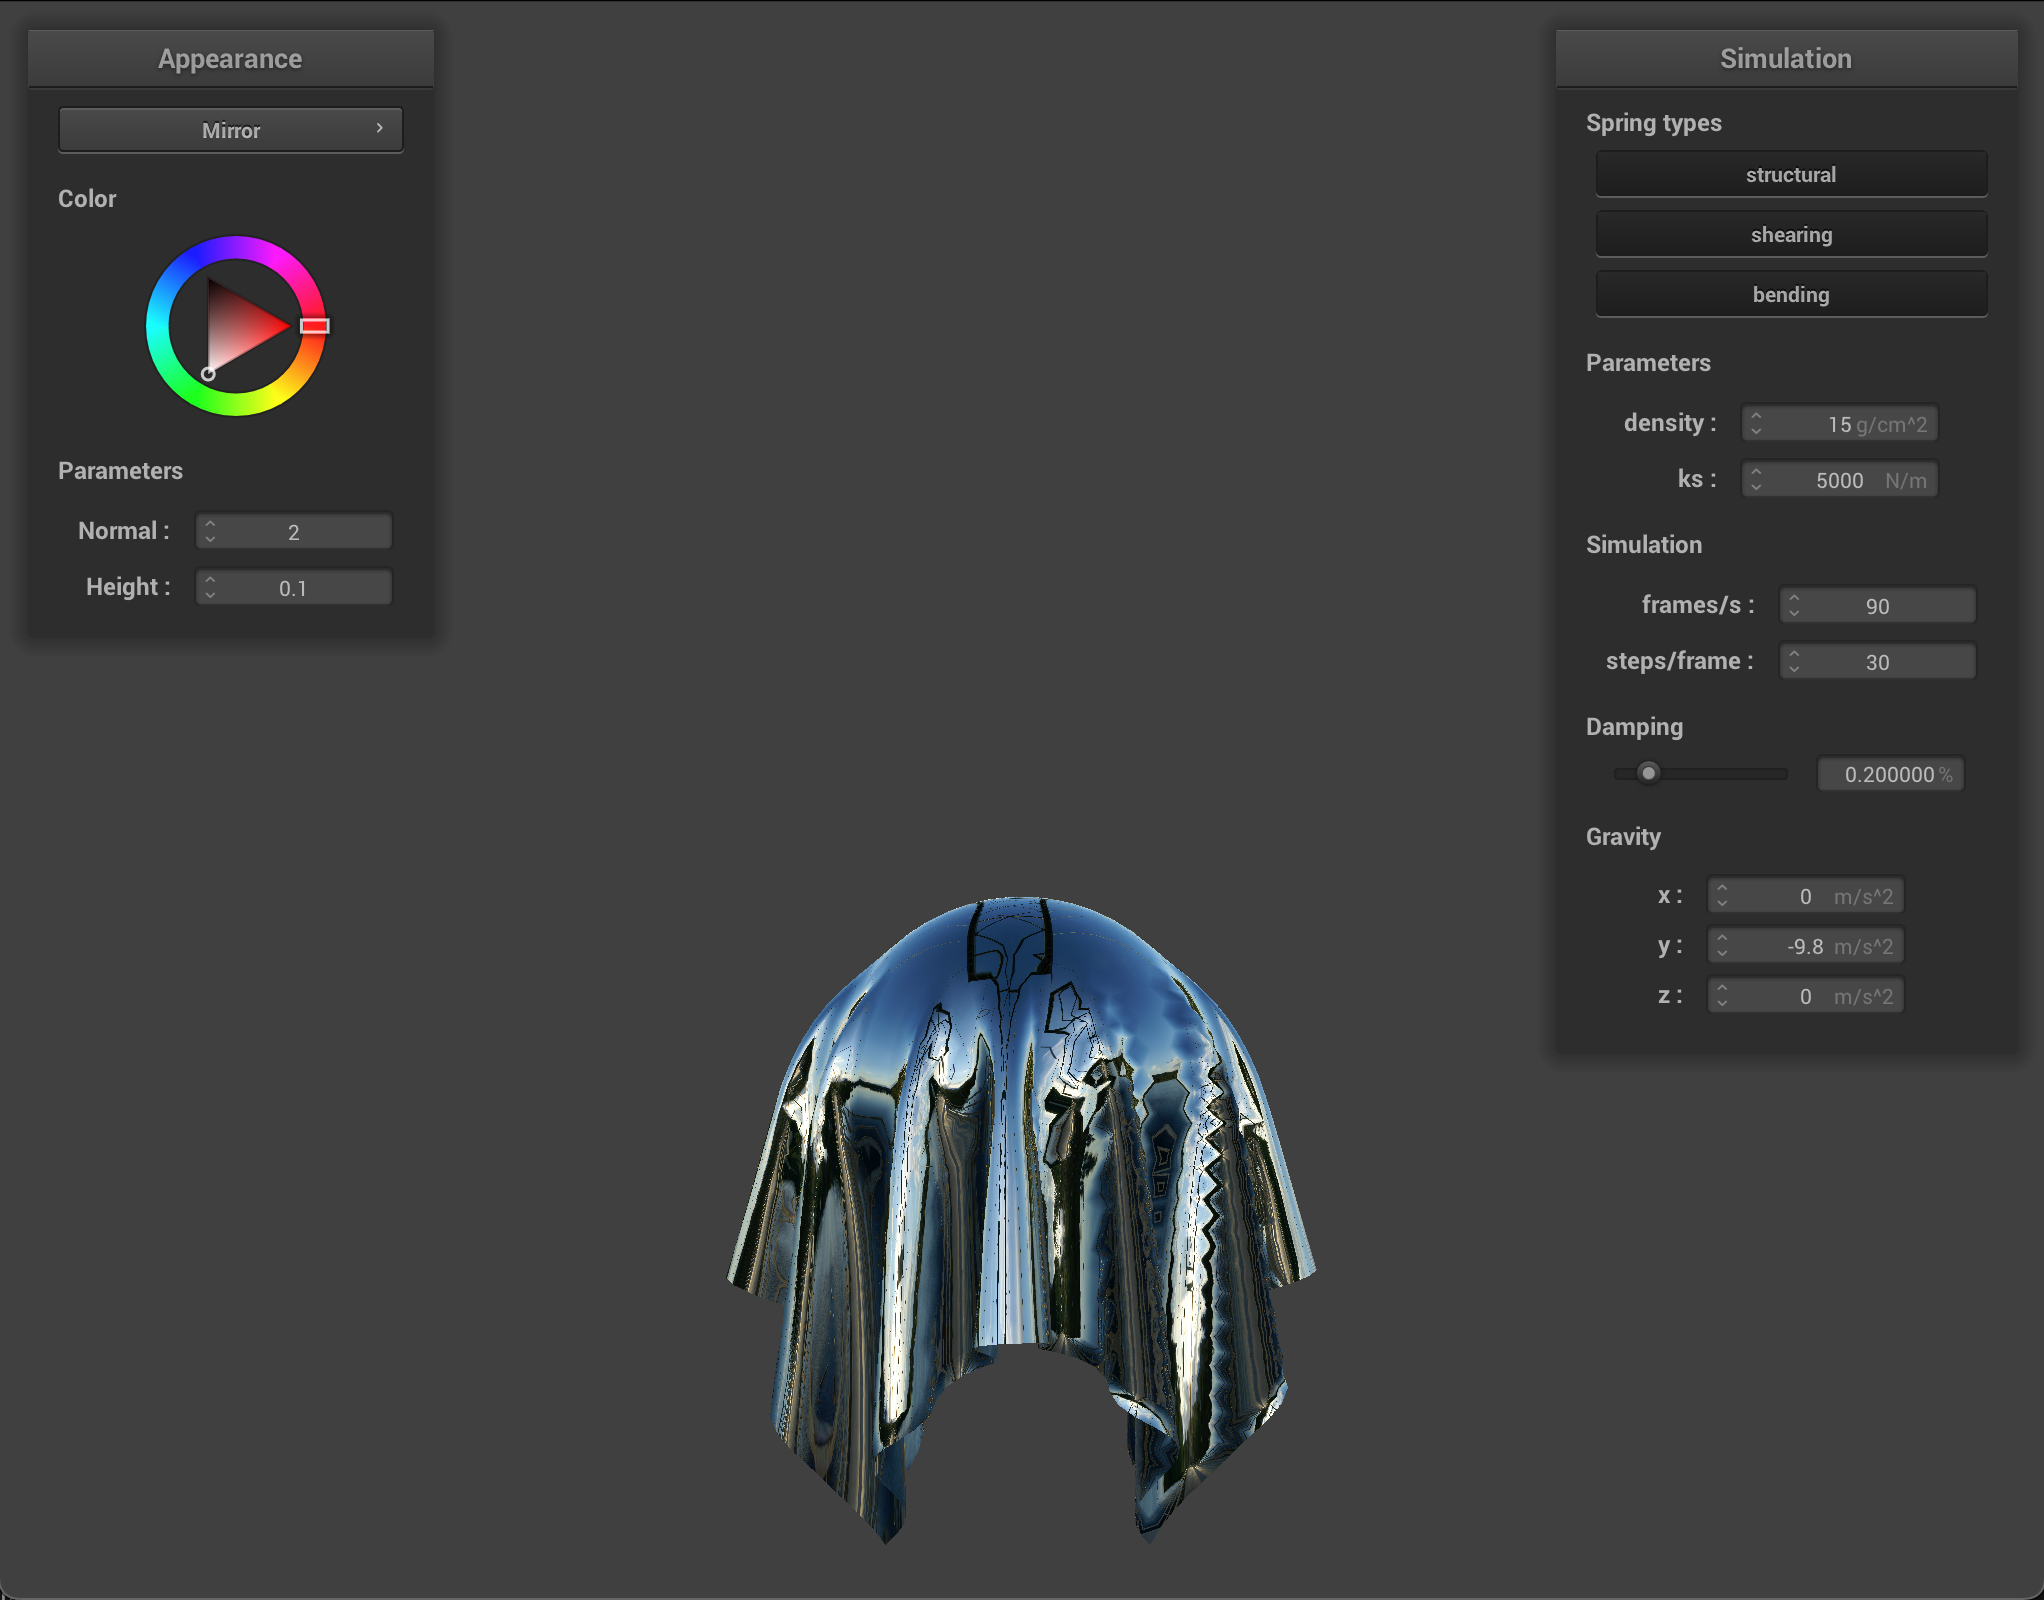 Appearance
Mirror
Color
Parameters
Normal : 2
Height : 0.1
Simulation
Spring types
structural
shearing
bending
Parameters
density : 15 g/cm^2
ks : 5000 N/m
Simulation
frames/s : 90
steps/frame : 30
Damping
0.200000 %
Gravity
x : 0 m/s^2
y : -9.8 m/s^2
z : 0 m/s^2